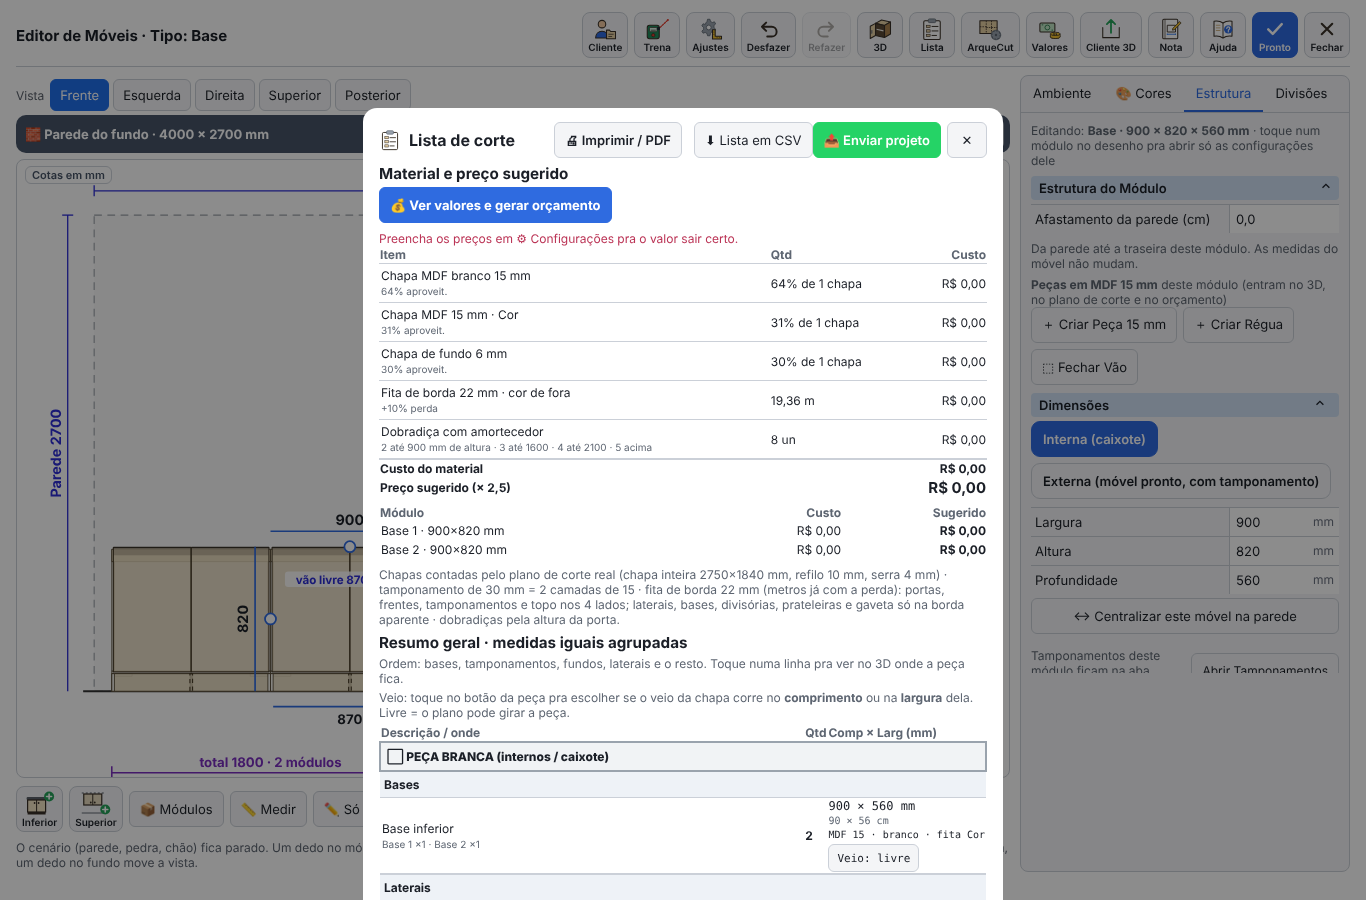 Editor de Móveis · Tipo: Base
Cliente
Trena
Ajustes
Desfazer
Refazer
3D
Lista
ArqueCut
Valores
Cliente 3D
Nota
Ajuda
Pronto
Fechar
Vista
Frente
Esquerda
Direita
Superior
Posterior
Parede do fundo · 4000 × 2700 mm
Cotas em mm
Parede 2700
900
vão livre 870
820
870
total 1800 · 2 módulos
Inferior
Superior
Módulos
Medir
Só
O cenário (parede, pedra, chão) fica parado. Um dedo no
um dedo no fundo move a vista.
Lista de corte
Imprimir / PDF
Lista em CSV
Enviar projeto
×
Material e preço sugerido
Ver valores e gerar orçamento
Preencha os preços em ⚙ Configurações pra o valor sair certo.
Item Qtd Custo
Chapa MDF branco 15 mm 64% de 1 chapa R$ 0,00
64% aproveit.
Chapa MDF 15 mm · Cor 31% de 1 chapa R$ 0,00
31% aproveit.
Chapa de fundo 6 mm 30% de 1 chapa R$ 0,00
30% aproveit.
Fita de borda 22 mm · cor de fora 19,36 m R$ 0,00
+10% perda
Dobradiça com amortecedor 8 un R$ 0,00
2 até 900 mm de altura · 3 até 1600 · 4 até 2100 · 5 acima
Custo do material R$ 0,00
Preço sugerido (× 2,5) R$ 0,00
Módulo Custo Sugerido
Base 1 · 900×820 mm R$ 0,00 R$ 0,00
Base 2 · 900×820 mm R$ 0,00 R$ 0,00
Chapas contadas pelo plano de corte real (chapa inteira 2750×1840 mm, refilo 10 mm, serra 4 mm) ·
tamponamento de 30 mm = 2 camadas de 15 · fita de borda 22 mm (metros já com a perda): portas,
frentes, tamponamentos e topo nos 4 lados; laterais, bases, divisórias, prateleiras e gaveta só na borda
aparente · dobradiças pela altura da porta.
Resumo geral · medidas iguais agrupadas
Ordem: bases, tamponamentos, fundos, laterais e o resto. Toque numa linha pra ver no 3D onde a peça
fica.
Veio: toque no botão da peça pra escolher se o veio da chapa corre no comprimento ou na largura dela.
Livre = o plano pode girar a peça.
Descrição / onde Qtd Comp × Larg (mm)
PEÇA BRANCA (internos / caixote)
Bases
Base inferior
Base 1 ×1 · Base 2 ×1
2
900 × 560 mm
90 × 56 cm
MDF 15 · branco · fita Cor
Veio: livre
Laterais
Ambiente
Cores
Estrutura
Divisões
Editando: Base · 900 × 820 × 560 mm · toque num
módulo no desenho pra abrir só as configurações
dele
Estrutura do Módulo
Afastamento da parede (cm) 0,0
Da parede até a traseira deste módulo. As medidas do
móvel não mudam.
Peças em MDF 15 mm deste módulo (entram no 3D,
no plano de corte e no orçamento)
+ Criar Peça 15 mm
+ Criar Régua
Fechar Vão
Dimensões
Interna (caixote)
Externa (móvel pronto, com tamponamento)
Largura 900 mm
Altura 820 mm
Profundidade 560 mm
↔ Centralizar este móvel na parede
Tamponamentos deste
módulo ficam na aba
Abrir Tamponamentos